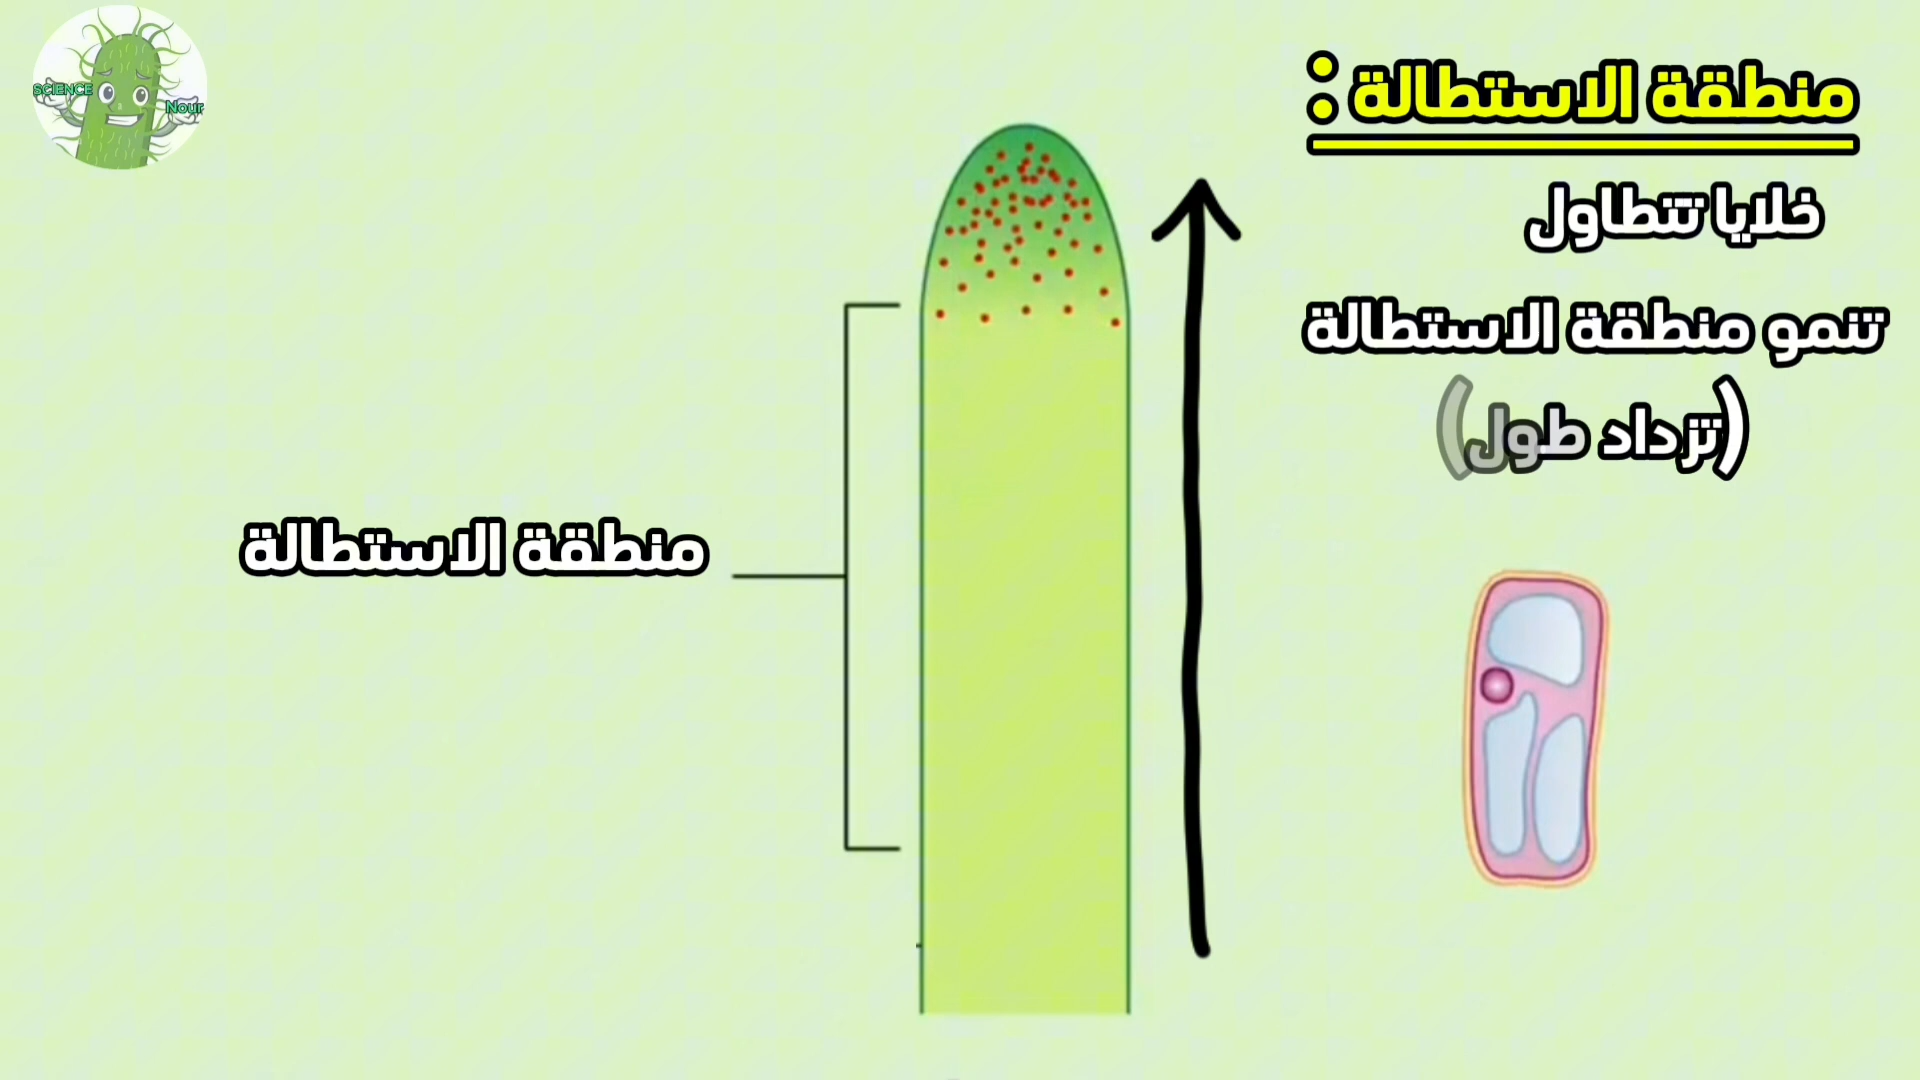 منطقة الاستطالة :
خلايا تتطاول
تنمو منطقة الاستطالة
(تزداد طول)
منطقة الاستطالة
SCIENCE
Nour